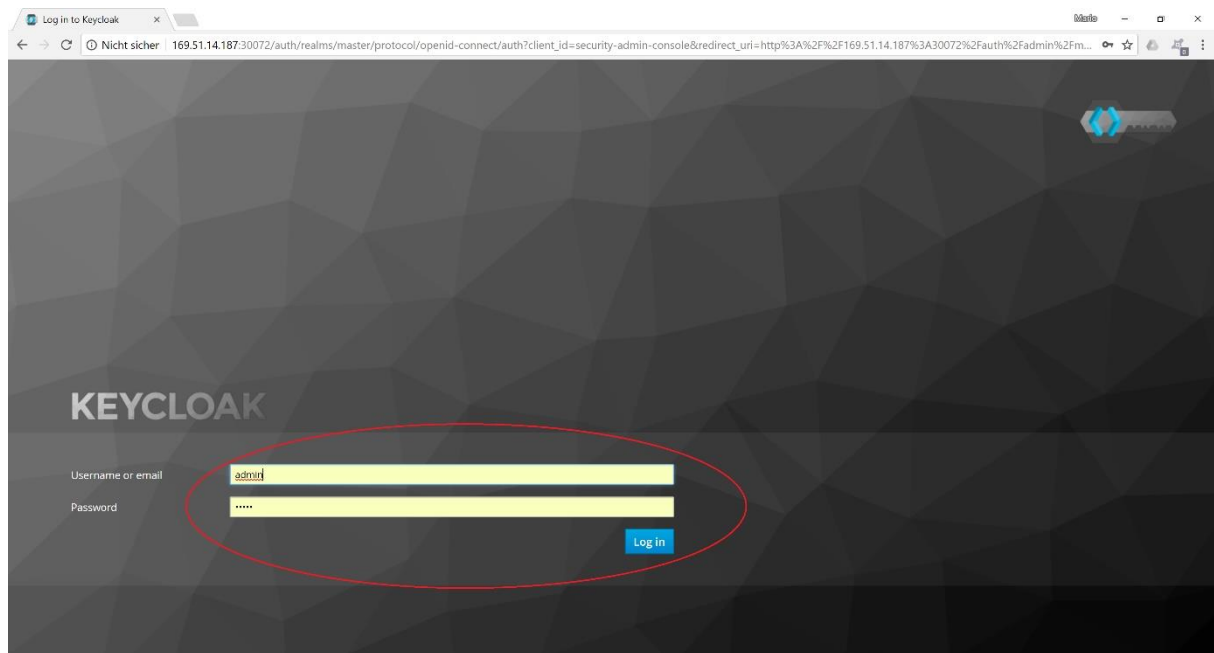 Log in to Keycloak
Mario
Nicht sicher 169.51.14.187:30072/auth/realms/master/protocol/openid-connect/auth?client_id=security-admin-console&redirect_uri=http%3A%2F%2F169.51.14.187%3A30072%2Fauth%2Fadmin%2Fm...
KEYCLOAK
Username or email admin
Password •••••
Log in